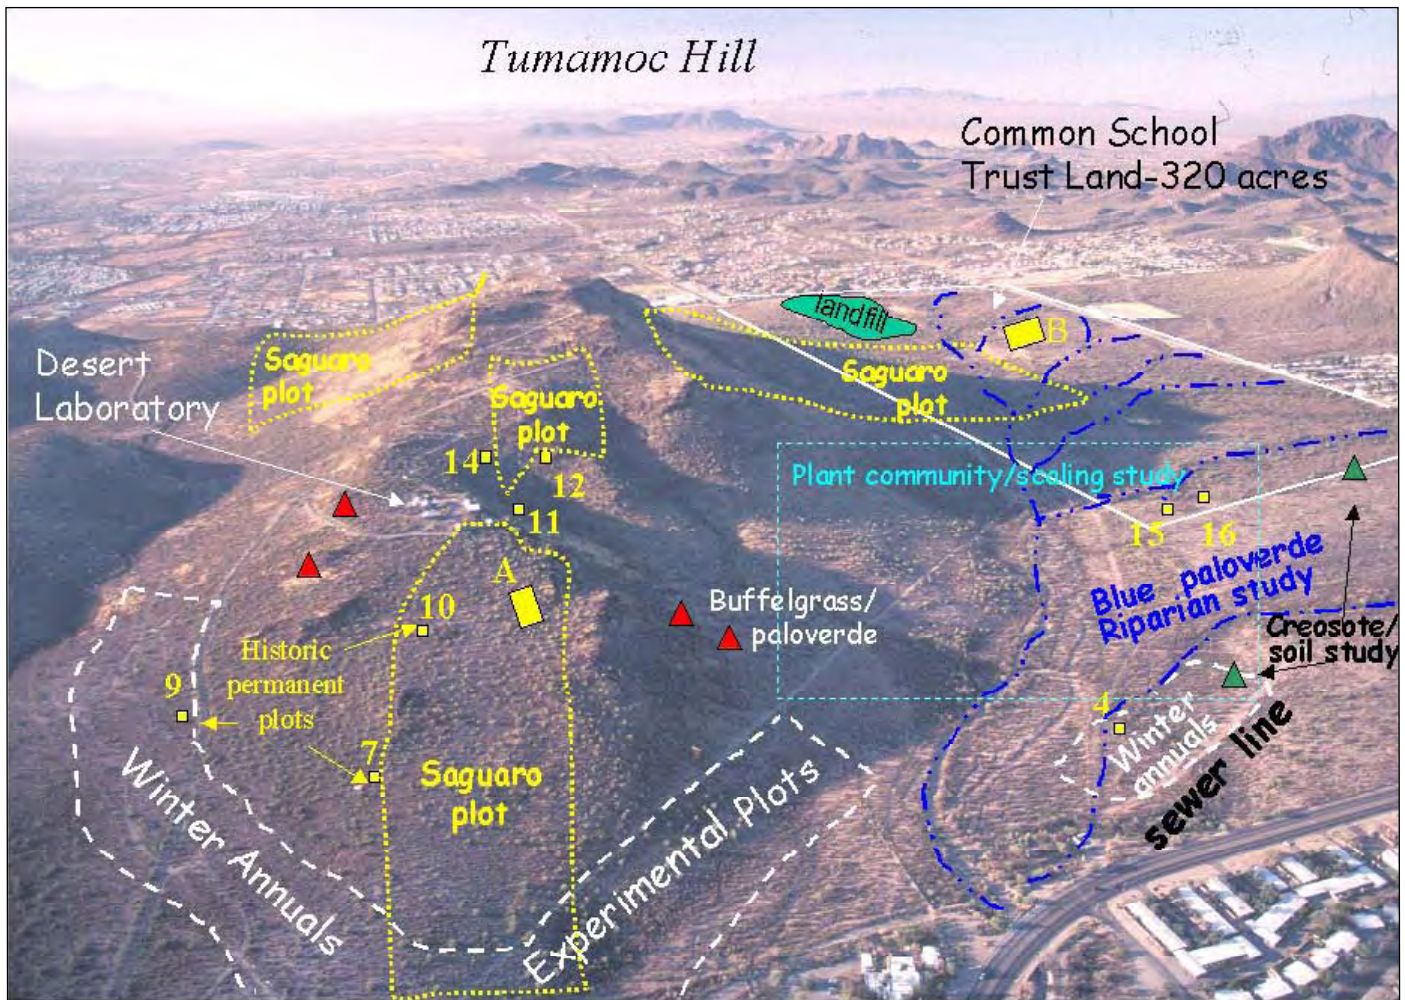 Tumamoc Hill
Common School
Trust Land-320 acres
landfill
B
Desert
Laboratory
Saguaro
plot
Saguaro
plot
Saguaro
plot
14
12
11
Plant community/scaling study
15
16
A
10
Buffelgrass/
paloverde
Blue paloverde
Riparian study
Creosote/
soil study
Historic
permanent
plots
9
7
4
Winter
annuals
sewer line
Saguaro
plot
Winter Annuals
Experimental Plots